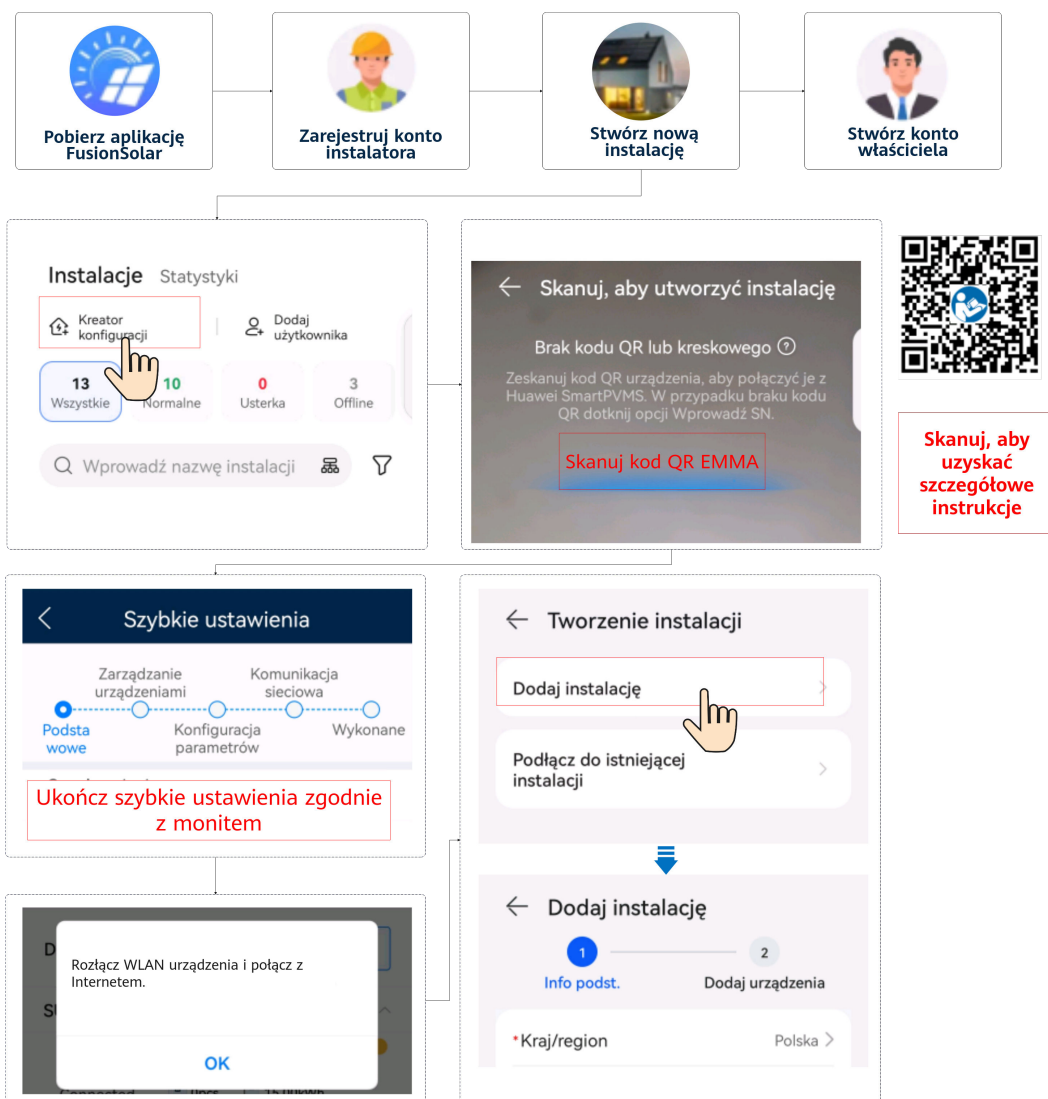 Pobierz aplikację
FusionSolar
Zarejestruj konto
instalatora
Stwórz nową
instalację
Stwórz konto
właściciela
Instalacje Statystyki
Kreator
konfiguracji
Dodaj
użytkownika
13
Wszystkie
10
Normalne
0
Usterka
3
Offline
Wprowadź nazwę instalacji
Skanuj, aby utworzyć instalację
Brak kodu QR lub kreskowego
Zeskanuj kod QR urządzenia, aby połączyć je z
Huawei SmartPVMS. W przypadku braku kodu
QR dotknij opcji Wprowadź SN.
Skanuj kod QR EMMA
Skanuj, aby
uzyskać
szczegółowe
instrukcje
Szybkie ustawienia
Zarządzanie
urządzeniami
Komunikacja
sieciowa
Podsta
wowe
Konfiguracja
parametrów
Wykonane
Ukończ szybkie ustawienia zgodnie
z monitem
Rozłącz WLAN urządzenia i połącz z
Internetem.
OK
Tworzenie instalacji
Dodaj instalację
Podłącz do istniejącej
instalacji
Dodaj instalację
1
2
Info podst.
Dodaj urządzenia
*Kraj/region
Polska